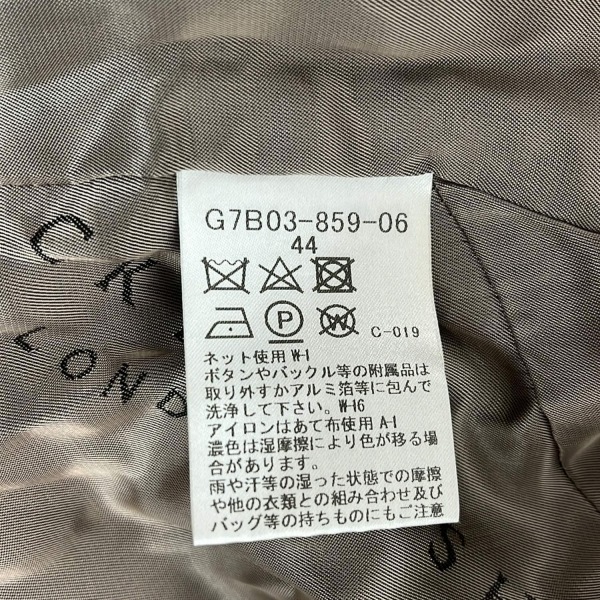 G7B03-859-06
44
C-019
ネット使用 W-1
ボタンやバックル等の附属品は
取り外すかアルミ箔等に包んで
洗浄して下さい。W-16
アイロンはあて布使用 A-1
濃色は湿摩擦により色が移る場
合があります。
雨や汗等の湿った状態での摩擦
や他の衣類との組み合わせ及び
バッグ等の持ちものにもご注意
CK
LOND